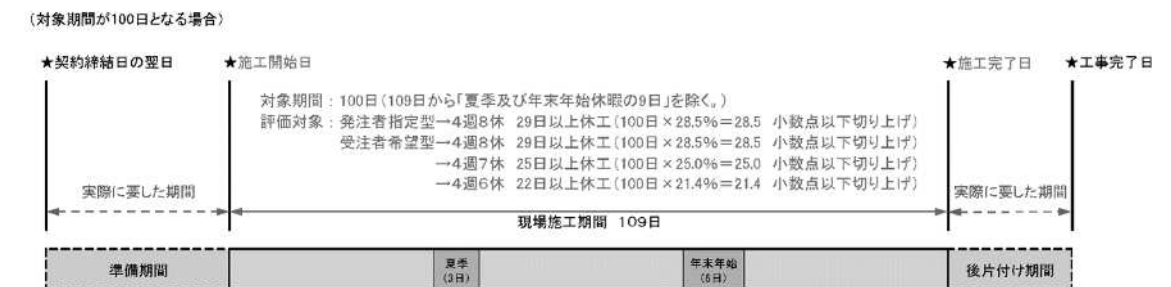 (対象期間が100日となる場合)
★契約締結日の翌日 ★施工開始日 ★施工完了日 ★工事完了日
対象期間：100日(109日から「夏季及び年末年始休暇の9日」を除く。)
評価対象：発注者指定型→4週8休 29日以上休工(100日×28.5%=28.5 小数点以下切り上げ)
受注者希望型→4週8休 29日以上休工(100日×28.5%=28.5 小数点以下切り上げ)
→4週7休 25日以上休工(100日×25.0%=25.0 小数点以下切り上げ)
→4週6休 22日以上休工(100日×21.4%=21.4 小数点以下切り上げ)
実際に要した期間 実際に要した期間
現場施工期間 109日
準備期間 夏季 年末年始 後片付け期間
(3日) (6日)